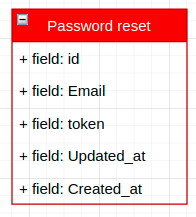 Password reset
+ field: id
+ field: Email
+ field: token
+ field: Updated_at
+ field: Created_at